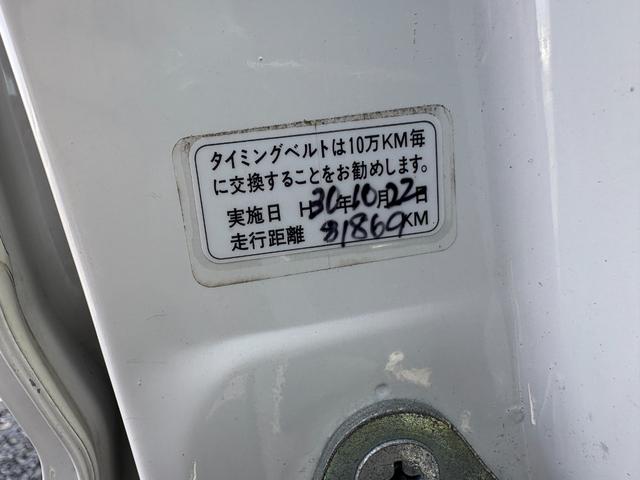 タイミングベルトは10万KM毎
に交換することをお勧めします。
実施日 H30年10月22日
走行距離 81869KM